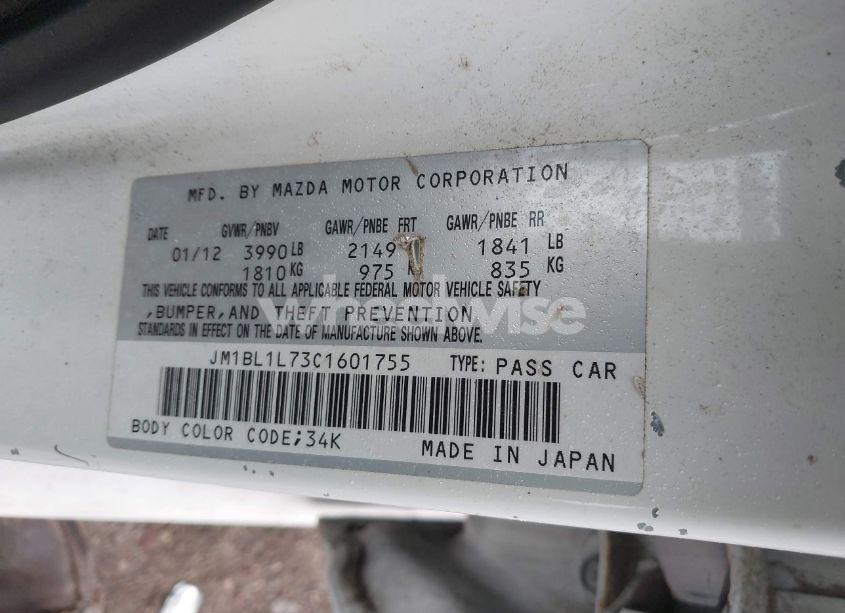 MFD. BY MAZDA MOTOR CORPORATION
DATE GVWR/PNBV GAWR/PNBE FRT GAWR/PNBE RR
01/12 3990 LB 2149 1841 LB
1810 KG 975 K 835 KG
THIS VEHICLE CONFORMS TO ALL APPLICABLE FEDERAL MOTOR VEHICLE SAFETY
,BUMPER,AND THEFT PREVENTION
STANDARDS IN EFFECT ON THE DATE OF MANUFACTURE SHOWN ABOVE.
JM1BL1L73C1601755 TYPE: PASS CAR
BODY COLOR CODE;34K MADE IN JAPAN
wheelwise